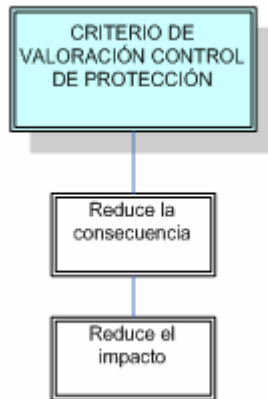 CRITERIO DE
VALORACIÓN CONTROL
DE PROTECCIÓN
Reduce la
consecuencia
Reduce el
impacto